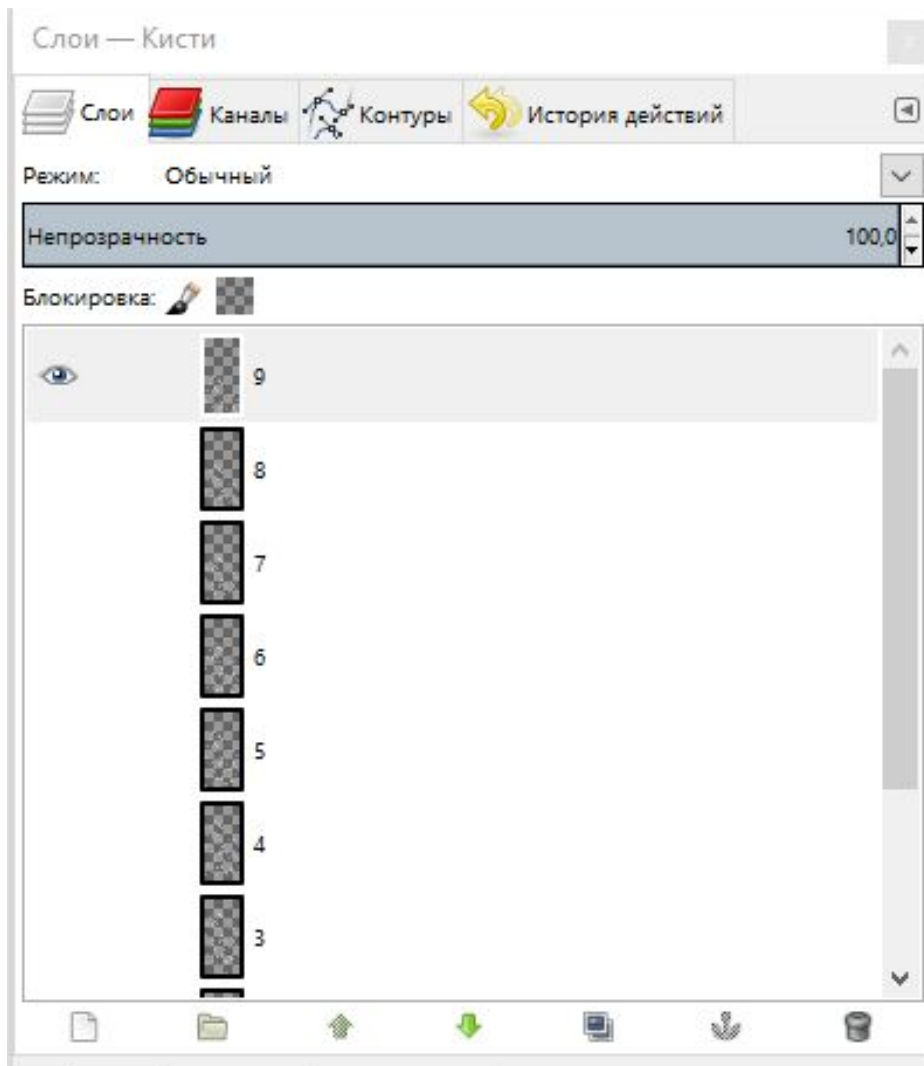 Слои — Кисти
Слои Каналы Контуры История действий
Режим: Обычный
Непрозрачность 100,0
Блокировка:
9
8
7
6
5
4
3